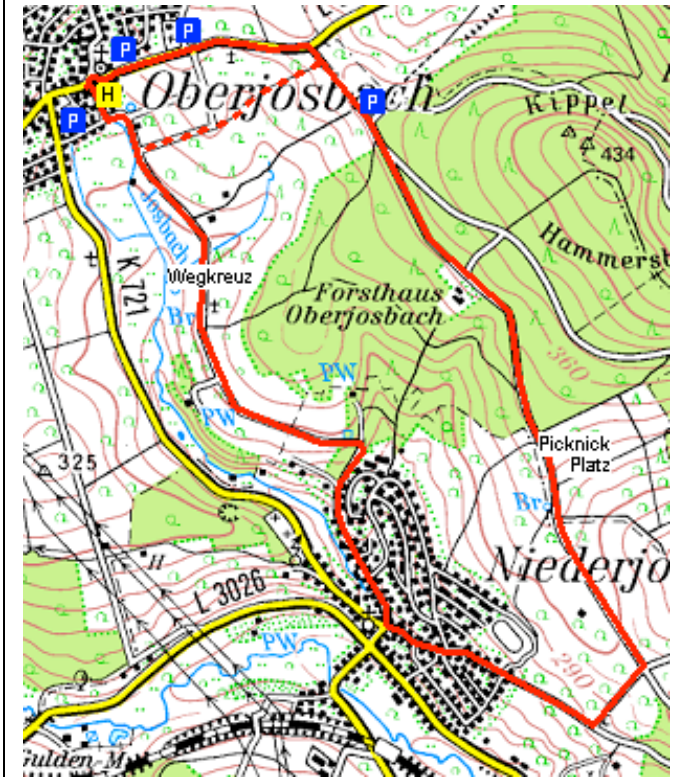 P
P
H
Oberjosbach
P
P
Kippel
434
Josbach
K 721
Wegkreuz
Hammerst
Forsthaus
Oberjosbach
Br
360
PW
PW
Picknick
Platz
325
Br
H
L 3026
Niederjo
PW
290
Gulden-M